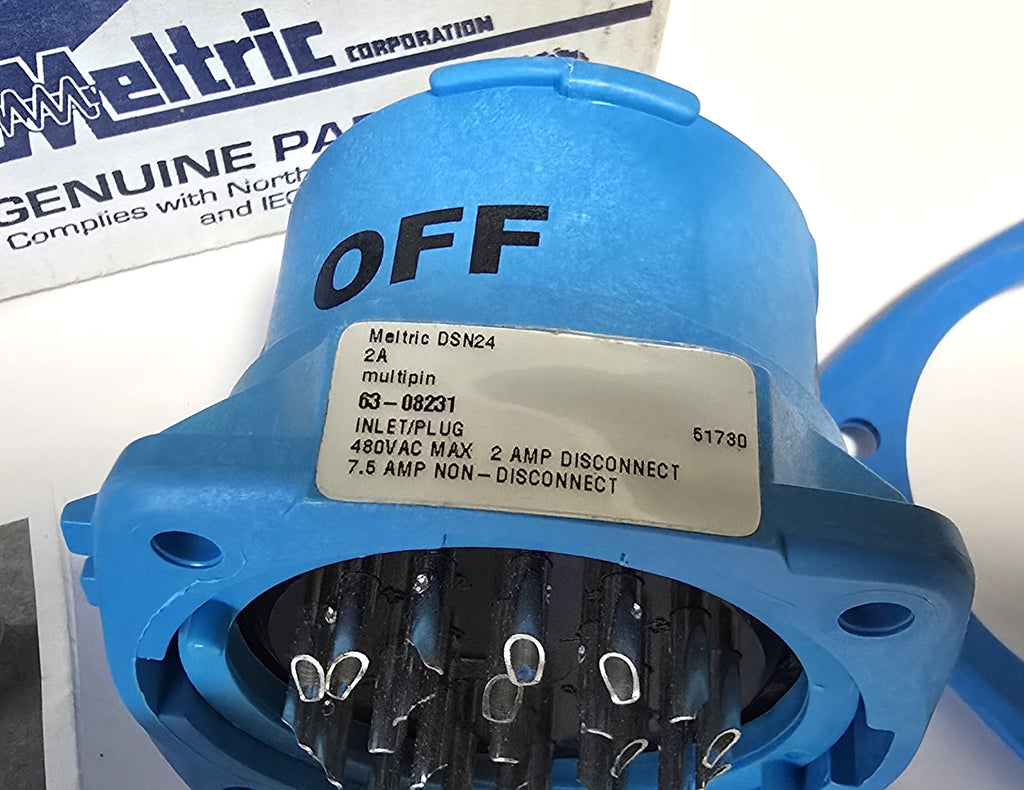 Meltric CORPORATION
GENUINE PA
Complies with North
and IEC
OFF
Meltric DSN24
2A
multipin
63-08231
INLET/PLUG
51730
480VAC MAX 2 AMP DISCONNECT
7.5 AMP NON-DISCONNECT